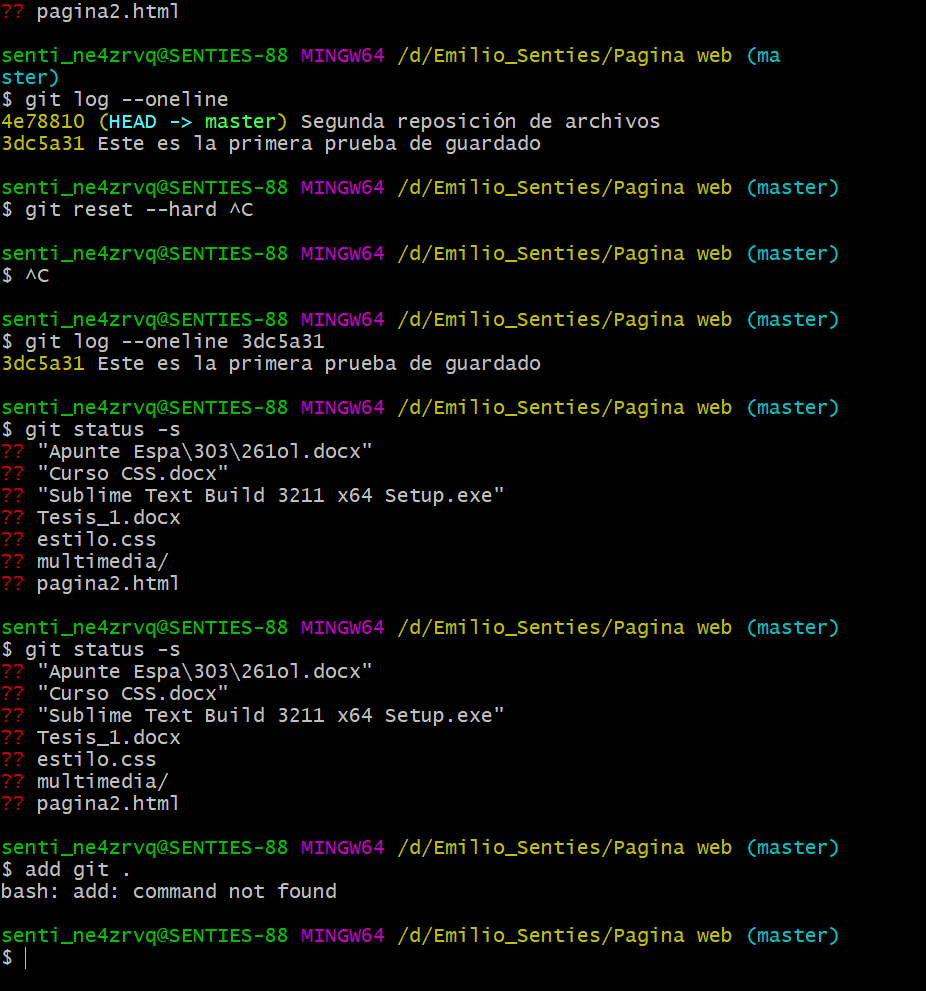 ?? pagina2.html
senti_ne4zrvq@SENTIES-88 MINGW64 /d/Emilio_Senties/Pagina web (ma
ster)
$ git log --oneline
4e78810 (HEAD -> master) Segunda reposición de archivos
3dc5a31 Este es la primera prueba de guardado
senti_ne4zrvq@SENTIES-88 MINGW64 /d/Emilio_Senties/Pagina web (master)
$ git reset --hard ^C
senti_ne4zrvq@SENTIES-88 MINGW64 /d/Emilio_Senties/Pagina web (master)
$ ^C
senti_ne4zrvq@SENTIES-88 MINGW64 /d/Emilio_Senties/Pagina web (master)
$ git log --oneline 3dc5a31
3dc5a31 Este es la primera prueba de guardado
senti_ne4zrvq@SENTIES-88 MINGW64 /d/Emilio_Senties/Pagina web (master)
$ git status -s
?? "Apunte Espa\303\261ol.docx"
?? "Curso CSS.docx"
?? "Sublime Text Build 3211 x64 Setup.exe"
?? Tesis_1.docx
?? estilo.css
?? multimedia/
?? pagina2.html
senti_ne4zrvq@SENTIES-88 MINGW64 /d/Emilio_Senties/Pagina web (master)
$ git status -s
?? "Apunte Espa\303\261ol.docx"
?? "Curso CSS.docx"
?? "Sublime Text Build 3211 x64 Setup.exe"
?? Tesis_1.docx
?? estilo.css
?? multimedia/
?? pagina2.html
senti_ne4zrvq@SENTIES-88 MINGW64 /d/Emilio_Senties/Pagina web (master)
$ add git .
bash: add: command not found
senti_ne4zrvq@SENTIES-88 MINGW64 /d/Emilio_Senties/Pagina web (master)
$